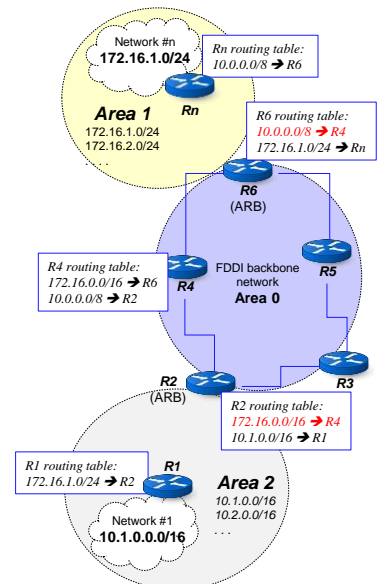 Network #n
172.16.1.0/24
Rn
Rn routing table:
10.0.0.0/8 ➔ R6
Area 1
172.16.1.0/24
172.16.2.0/24
. . .
R6 routing table:
10.0.0.0/8 ➔ R4
172.16.1.0/24 ➔ Rn
R6
(ARB)
R4 routing table:
172.16.0.0/16 ➔ R6
10.0.0.0/8 ➔ R2
R4
FDDI backbone
network
Area 0
R5
R3
R2
(ARB)
R2 routing table:
172.16.0.0/16 ➔ R4
10.1.0.0/16 ➔ R1
R1 routing table:
172.16.1.0/24 ➔ R2
R1
Area 2
10.1.0.0/16
10.2.0.0/16
. . .
Network #1
10.1.0.0.0/16